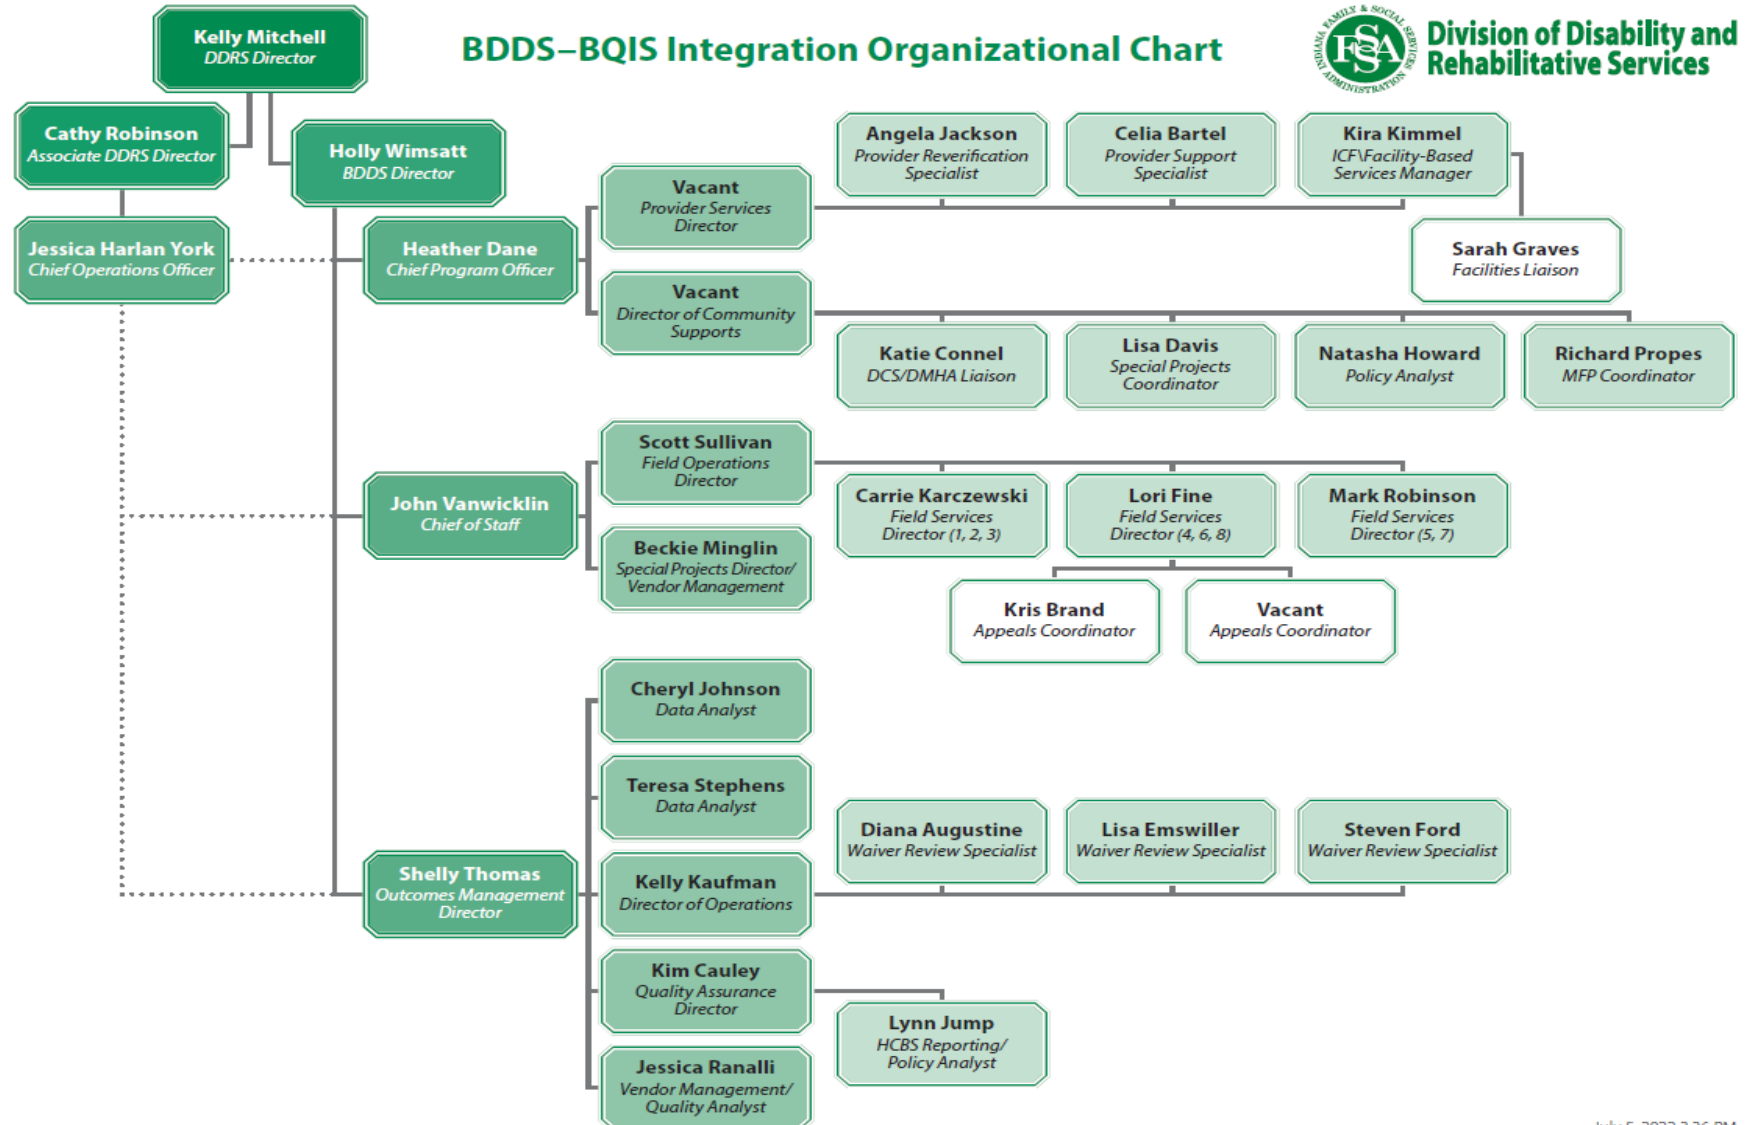 Kelly Mitchell
DDRS Director
BDDS–BQIS Integration Organizational Chart
INDIANA FAMILY & SOCIAL SERVICES ADMINISTRATION
FSSA
Division of Disability and
Rehabilitative Services
Cathy Robinson
Associate DDRS Director
Holly Wimsatt
BDDS Director
Jessica Harlan York
Chief Operations Officer
Heather Dane
Chief Program Officer
Vacant
Provider Services
Director
Angela Jackson
Provider Reverification
Specialist
Celia Bartel
Provider Support
Specialist
Kira Kimmel
ICF\Facility-Based
Services Manager
Sarah Graves
Facilities Liaison
Vacant
Director of Community
Supports
Katie Connel
DCS/DMHA Liaison
Lisa Davis
Special Projects
Coordinator
Natasha Howard
Policy Analyst
Richard Propes
MFP Coordinator
John Vanwicklin
Chief of Staff
Scott Sullivan
Field Operations
Director
Carrie Karczewski
Field Services
Director (1, 2, 3)
Lori Fine
Field Services
Director (4, 6, 8)
Mark Robinson
Field Services
Director (5, 7)
Beckie Minglin
Special Projects Director/
Vendor Management
Kris Brand
Appeals Coordinator
Vacant
Appeals Coordinator
Shelly Thomas
Outcomes Management
Director
Cheryl Johnson
Data Analyst
Teresa Stephens
Data Analyst
Kelly Kaufman
Director of Operations
Diana Augustine
Waiver Review Specialist
Lisa Emswiller
Waiver Review Specialist
Steven Ford
Waiver Review Specialist
Kim Cauley
Quality Assurance
Director
Lynn Jump
HCBS Reporting/
Policy Analyst
Jessica Ranalli
Vendor Management/
Quality Analyst